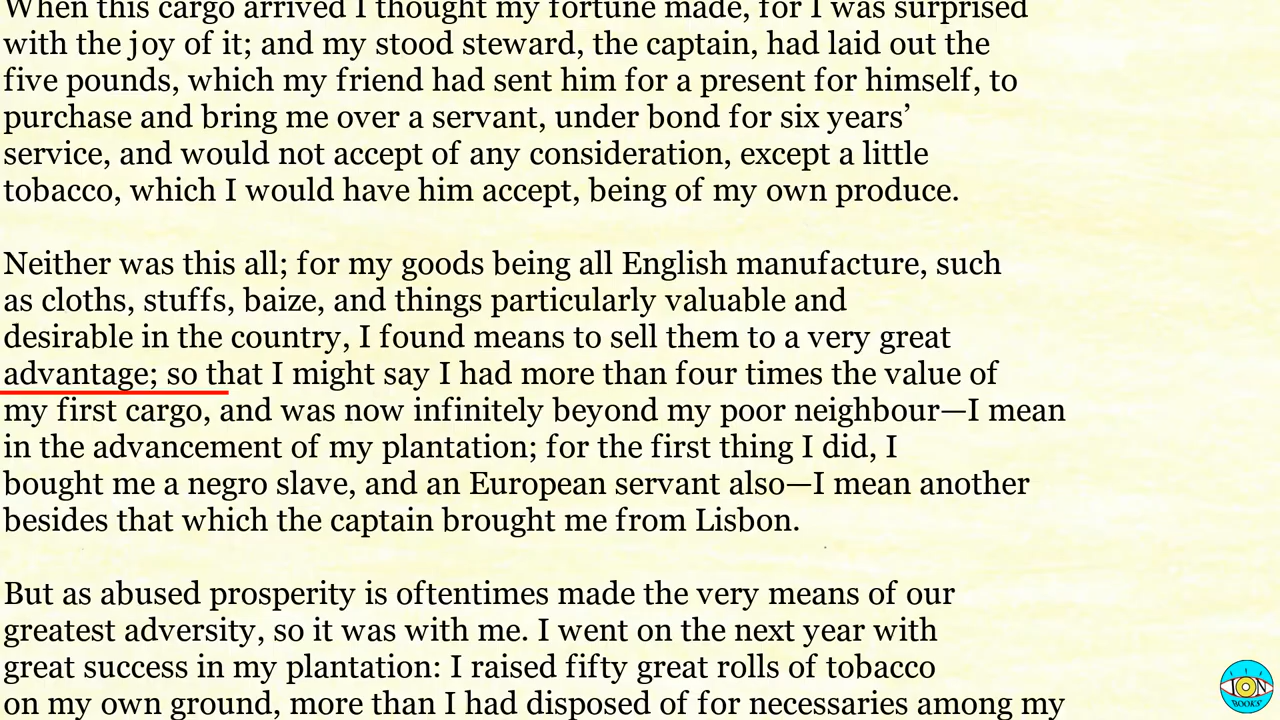 When this cargo arrived I thought my fortune made, for I was surprised
with the joy of it; and my stood steward, the captain, had laid out the
five pounds, which my friend had sent him for a present for himself, to
purchase and bring me over a servant, under bond for six years’
service, and would not accept of any consideration, except a little
tobacco, which I would have him accept, being of my own produce.
Neither was this all; for my goods being all English manufacture, such
as cloths, stuffs, baize, and things particularly valuable and
desirable in the country, I found means to sell them to a very great
advantage; so that I might say I had more than four times the value of
my first cargo, and was now infinitely beyond my poor neighbour—I mean
in the advancement of my plantation; for the first thing I did, I
bought me a negro slave, and an European servant also—I mean another
besides that which the captain brought me from Lisbon.
But as abused prosperity is oftentimes made the very means of our
greatest adversity, so it was with me. I went on the next year with
great success in my plantation: I raised fifty great rolls of tobacco
on my own ground, more than I had disposed of for necessaries among my
ION
BOOKS